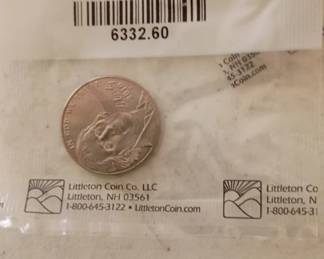 6332.60
Littleton Coin Co. LLC
Littleton, NH 03561
1-800-645-3122 • LittletonCoin.com
Littleton Co
Littleton, N
1-800-645-31